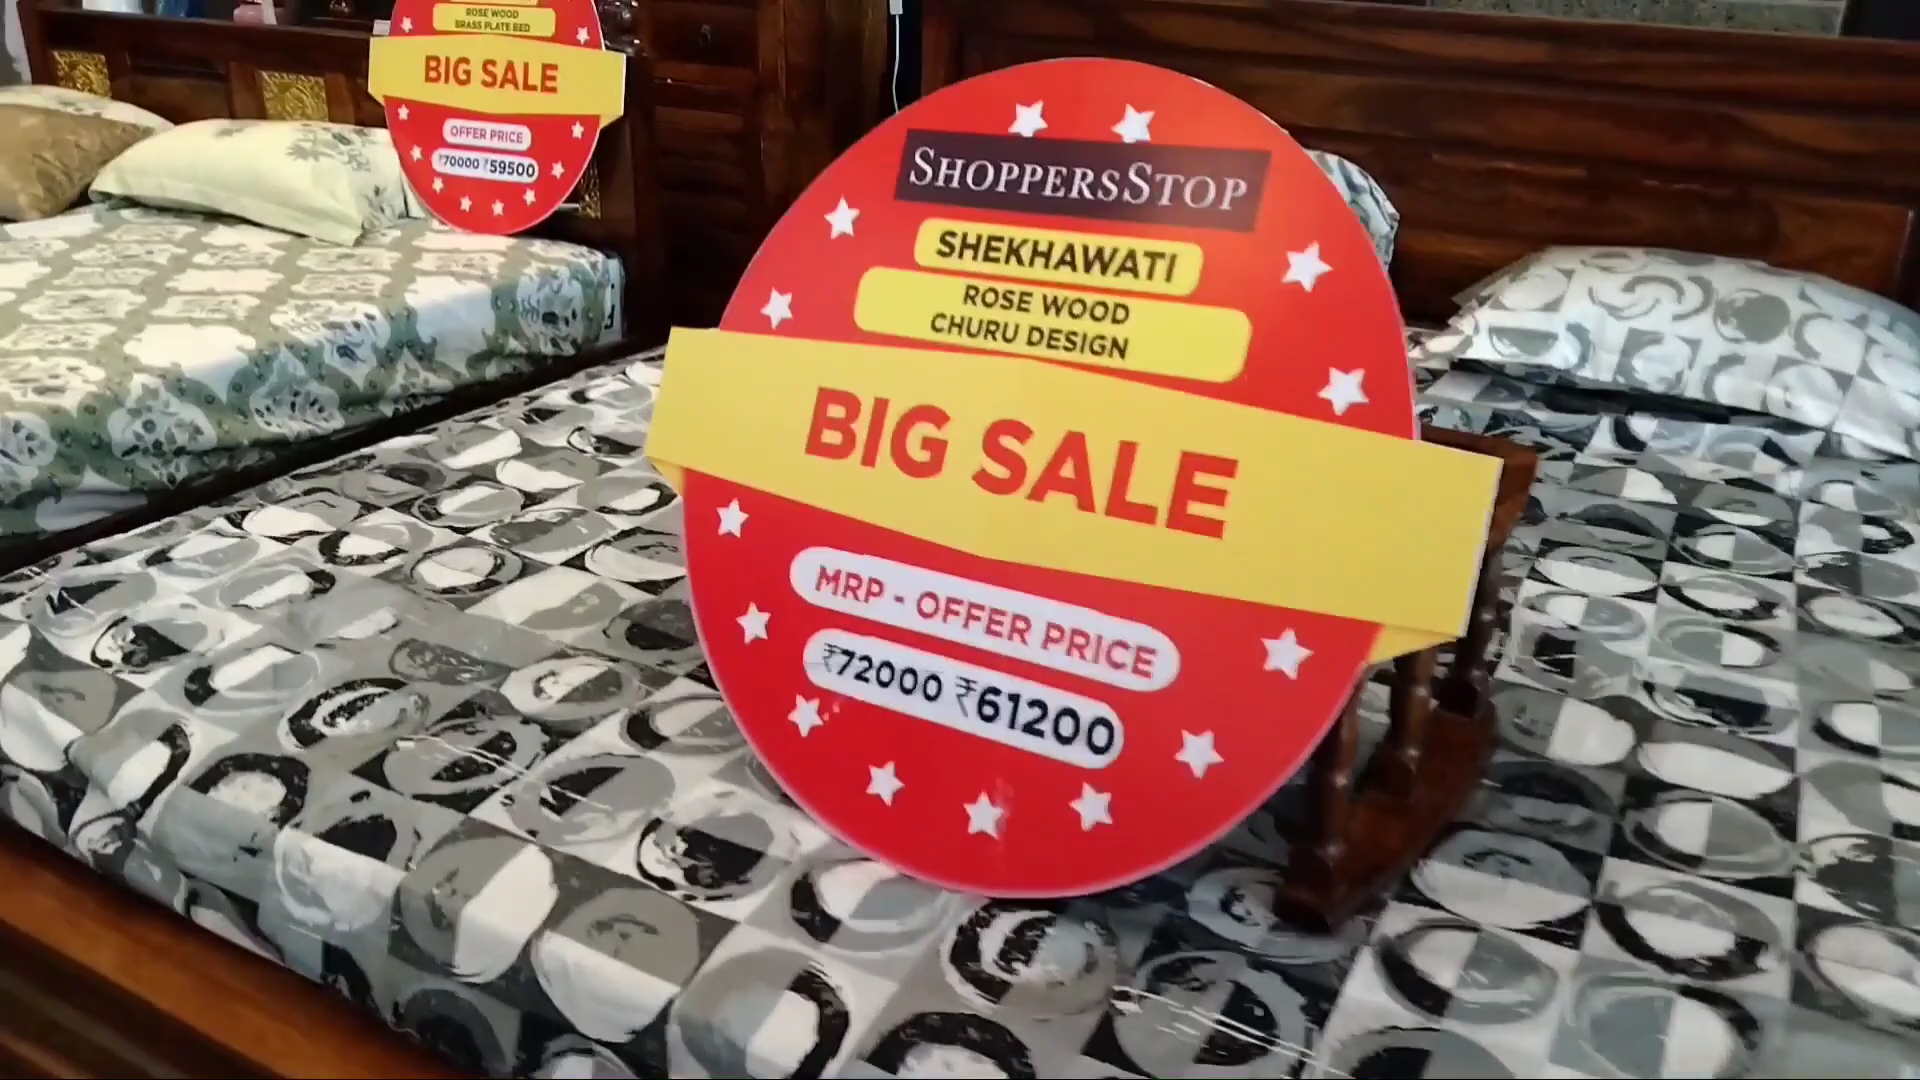 ROSE WOOD
BRASS PLATE BED
BIG SALE
OFFER PRICE
₹70000 ₹59500
SHOPPERSSTOP
SHEKHAWATI
ROSE WOOD
CHURU DESIGN
BIG SALE
MRP - OFFER PRICE
₹72000 ₹61200